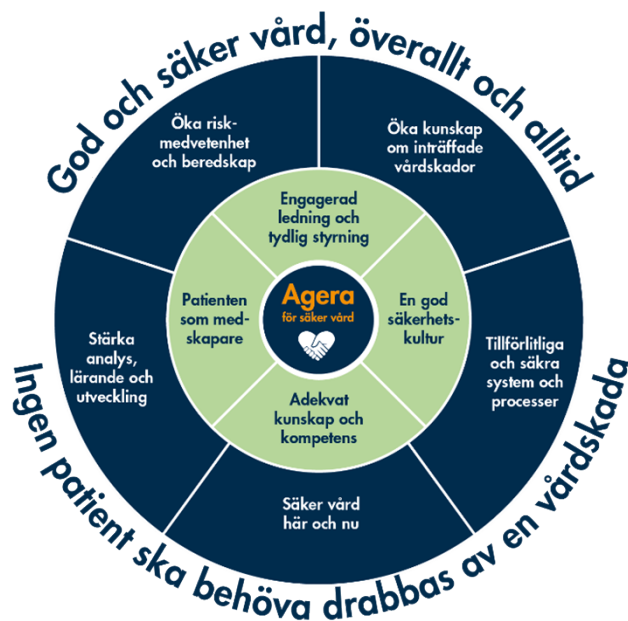 God och säker vård, överallt och alltid
Öka risk-
medvetenhet
och beredskap
Öka kunskap
om inträffade
vårdskador
Engagerad
ledning och
tydlig styrning
Patienten
som med-
skapare
Agera
för säker vård
En god
säkerhets-
kultur
Stärka
analys,
lärande och
utveckling
Tillförlitliga
och säkra
system och
processer
Adekvat
kunskap och
kompetens
Säker vård
här och nu
Ingen patient ska behöva drabbas av en vårdskada